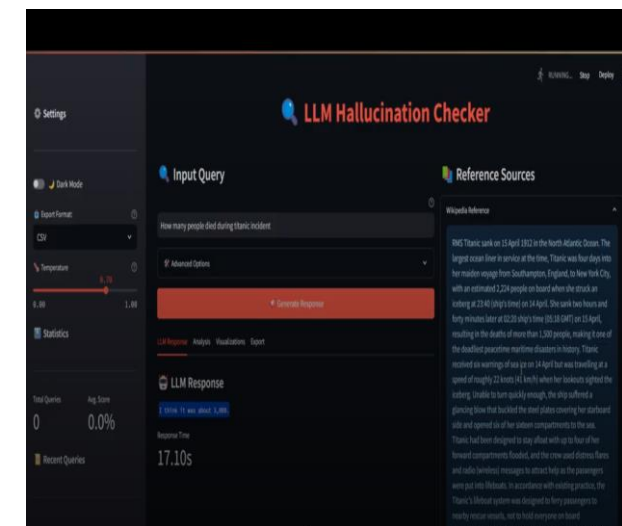 RUNNING... Stop Deploy
Settings
LLM Hallucination Checker
Dark Mode
Export Format:
CSV
Temperature
0.70
0.00 1.00
Statistics
Total Queries Avg. Score
0 0.0%
Recent Queries
Input Query
How many people died during titanic incident
Advanced Options
Generate Response
LLM Response Analysis Visualizations Export
LLM Response
I think it was about 1,000.
Response Time
17.10s
Reference Sources
Wikipedia Reference
RMS Titanic sank on 15 April 1912 in the North Atlantic Ocean. The
largest ocean liner in service at the time, Titanic was four days into
her maiden voyage from Southampton, England, to New York City,
with an estimated 2,224 people on board when she struck an
iceberg at 23:40 (ship's time) on 14 April. She sank two hours and
forty minutes later at 02:20 ship's time (05:18 GMT) on 15 April,
resulting in the deaths of more than 1,500 people, making it one of
the deadliest peacetime maritime disasters in history. Titanic
received six warnings of sea ice on 14 April but was travelling at a
speed of roughly 22 knots (41 km/h) when her lookouts sighted the
iceberg. Unable to turn quickly enough, the ship suffered a
glancing blow that buckled the steel plates covering her starboard
side and opened six of her sixteen compartments to the sea.
Titanic had been designed to stay afloat with up to four of her
forward compartments flooded, and the crew used distress flares
and radio (wireless) messages to attract help as the passengers
were put into lifeboats. In accordance with existing practice, the
Titanic's lifeboat system was designed to ferry passengers to
nearby rescue vessels, not to hold everyone on board